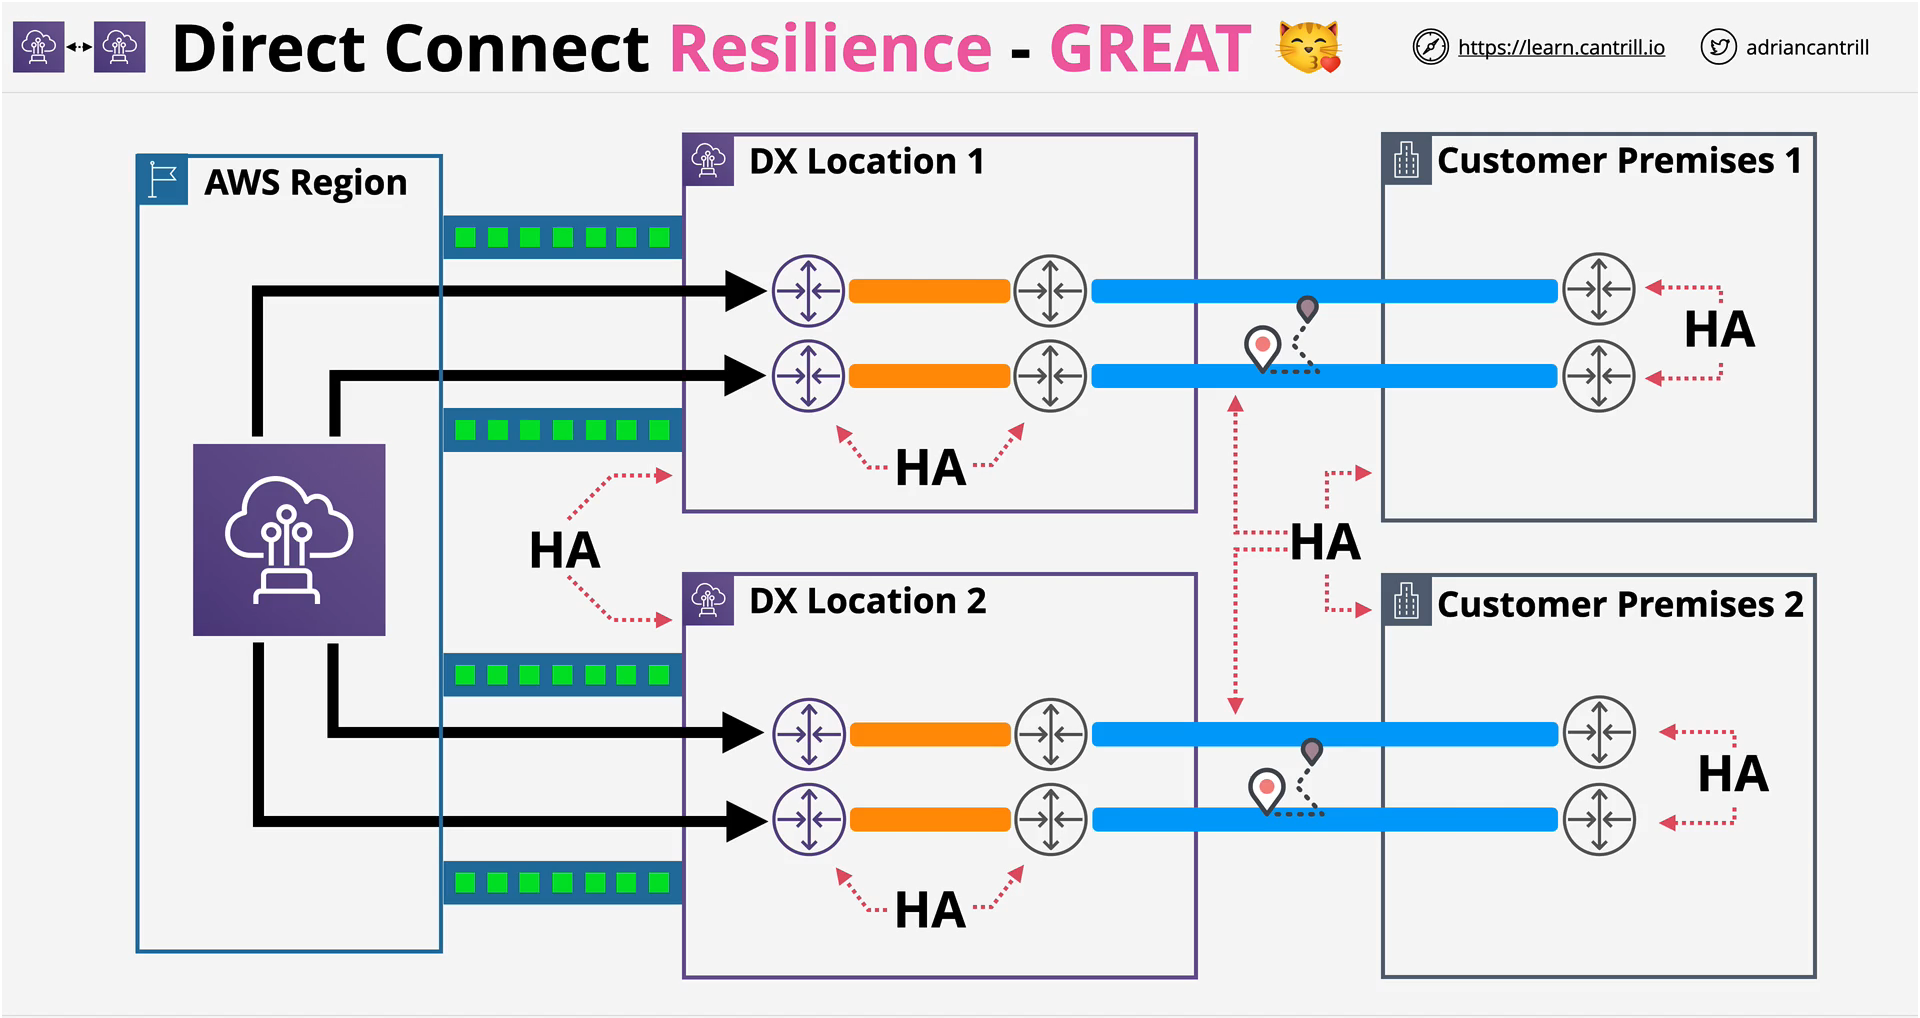 Direct Connect Resilience - GREAT
https://learn.cantrill.io
adriancantrill
AWS Region
DX Location 1
Customer Premises 1
HA
HA
HA
HA
DX Location 2
Customer Premises 2
HA
HA